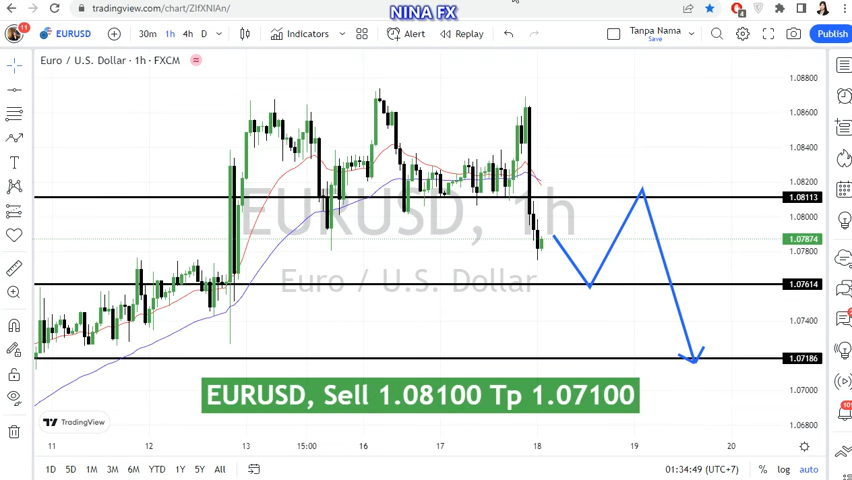 NINA FX
tradingview.com/chart/ZIfXNIAn/
11
EURUSD
30m 1h 4h D
Indicators
Alert
Replay
Tanpa Nama
Save
Publish
4
Euro / U.S. Dollar · 1h · FXCM
EURUSD, 1h
Euro / U.S. Dollar
1.08800
1.08600
1.08400
1.08200
1.08113
1.08000
1.07874
1.07800
1.07614
1.07400
1.07186
1.07000
1.06800
EURUSD, Sell 1.08100 Tp 1.07100
TradingView
11 12 13 15:00 16 17 18 19 20
1D 5D 1M 3M 6M YTD 1Y 5Y All
01:34:49 (UTC+7)
% log auto